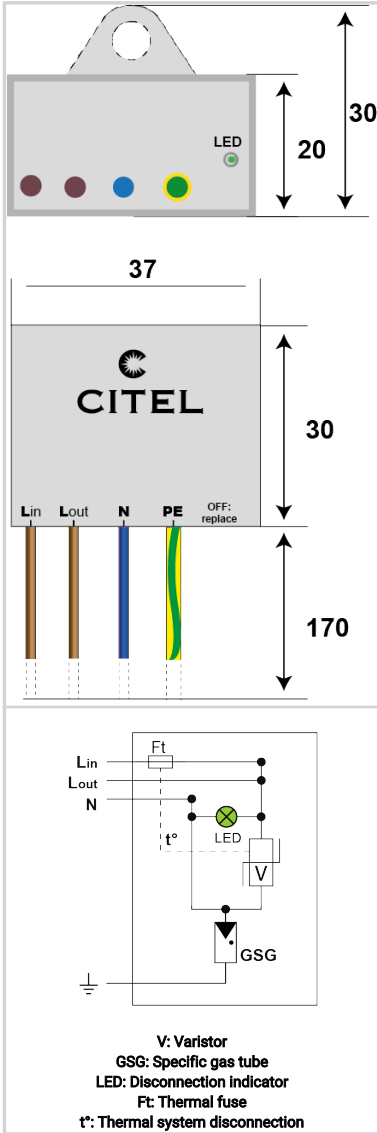 30
20
LED
37
CITEL
30
Lin Lout N PE OFF:
replace
170
Ft
Lin
Lout
N
t° LED
V
GSG
V: Varistor
GSG: Specific gas tube
LED: Disconnection indicator
Ft: Thermal fuse
t°: Thermal system disconnection